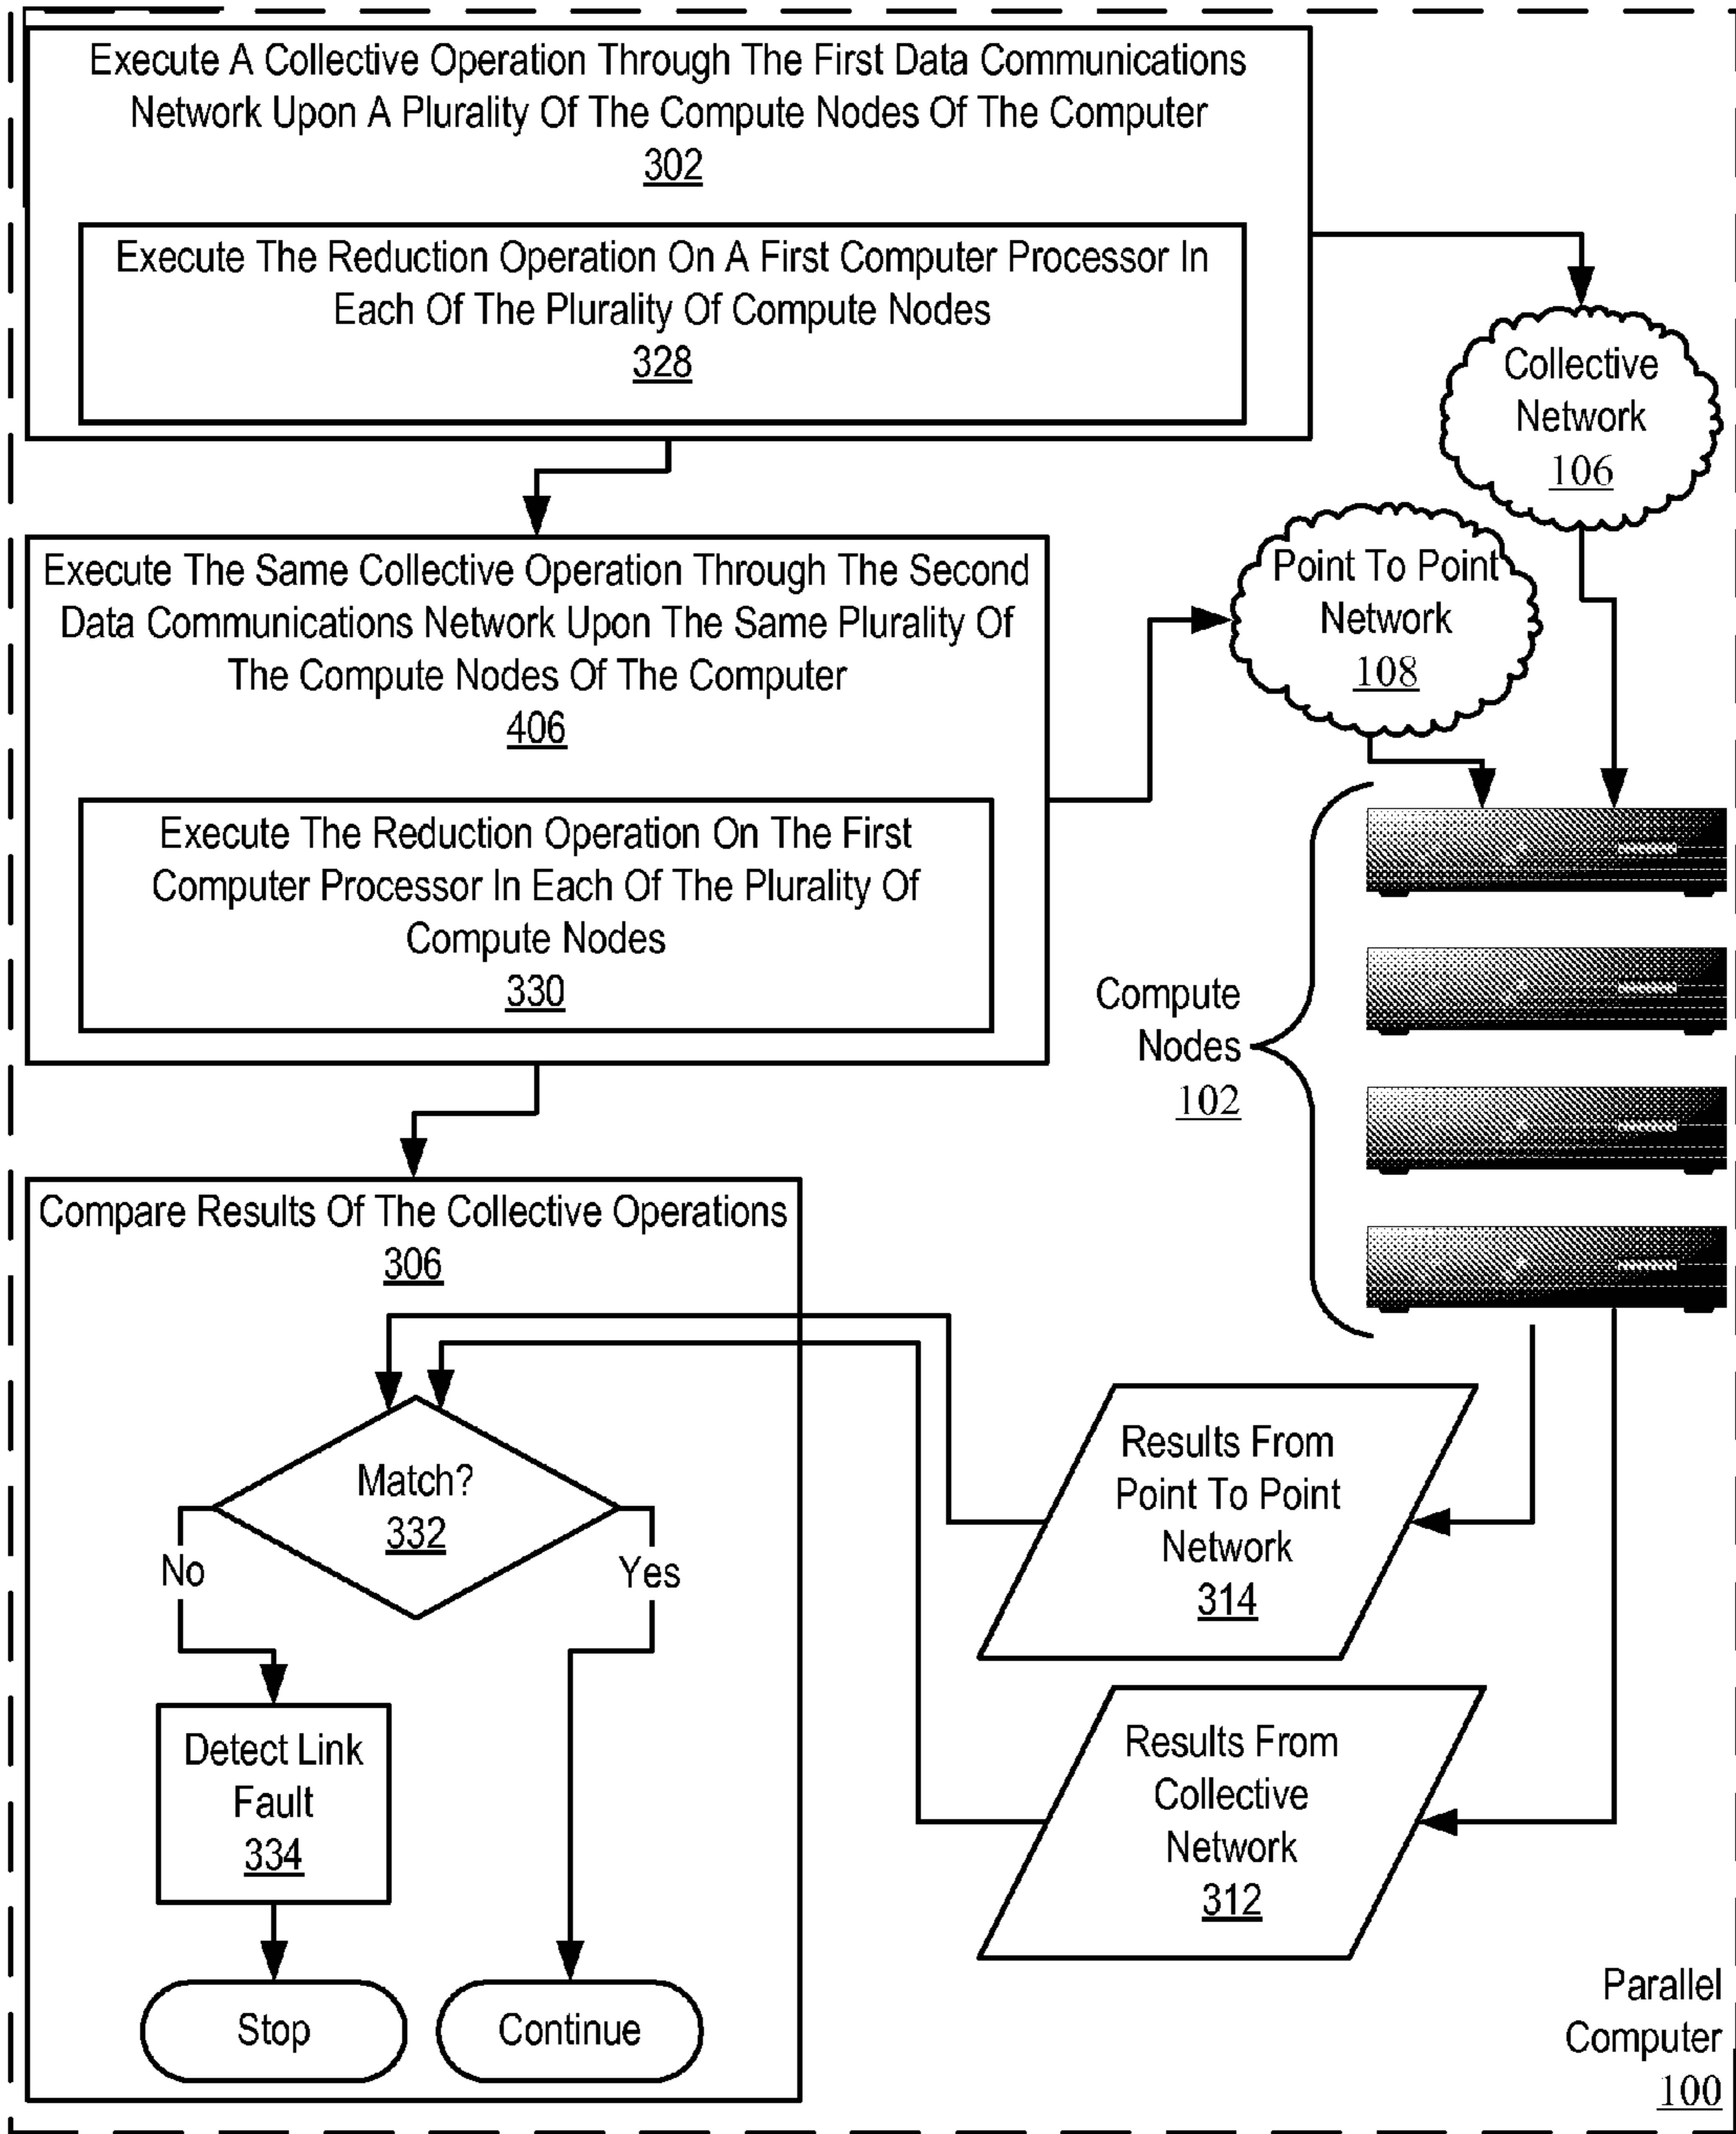 Execute A Collective Operation Through The First Data Communications
Network Upon A Plurality Of The Compute Nodes Of The Computer
302
Execute The Reduction Operation On A First Computer Processor In
Each Of The Plurality Of Compute Nodes
328
Collective
Network
106
Execute The Same Collective Operation Through The Second
Data Communications Network Upon The Same Plurality Of
The Compute Nodes Of The Computer
406
Point To Point
Network
108
Execute The Reduction Operation On The First
Computer Processor In Each Of The Plurality Of
Compute Nodes
330
Compute
Nodes
102
Compare Results Of The Collective Operations
306
Match?
332
No
Yes
Results From
Point To Point
Network
314
Detect Link
Fault
334
Results From
Collective
Network
312
Stop
Continue
Parallel
Computer
100